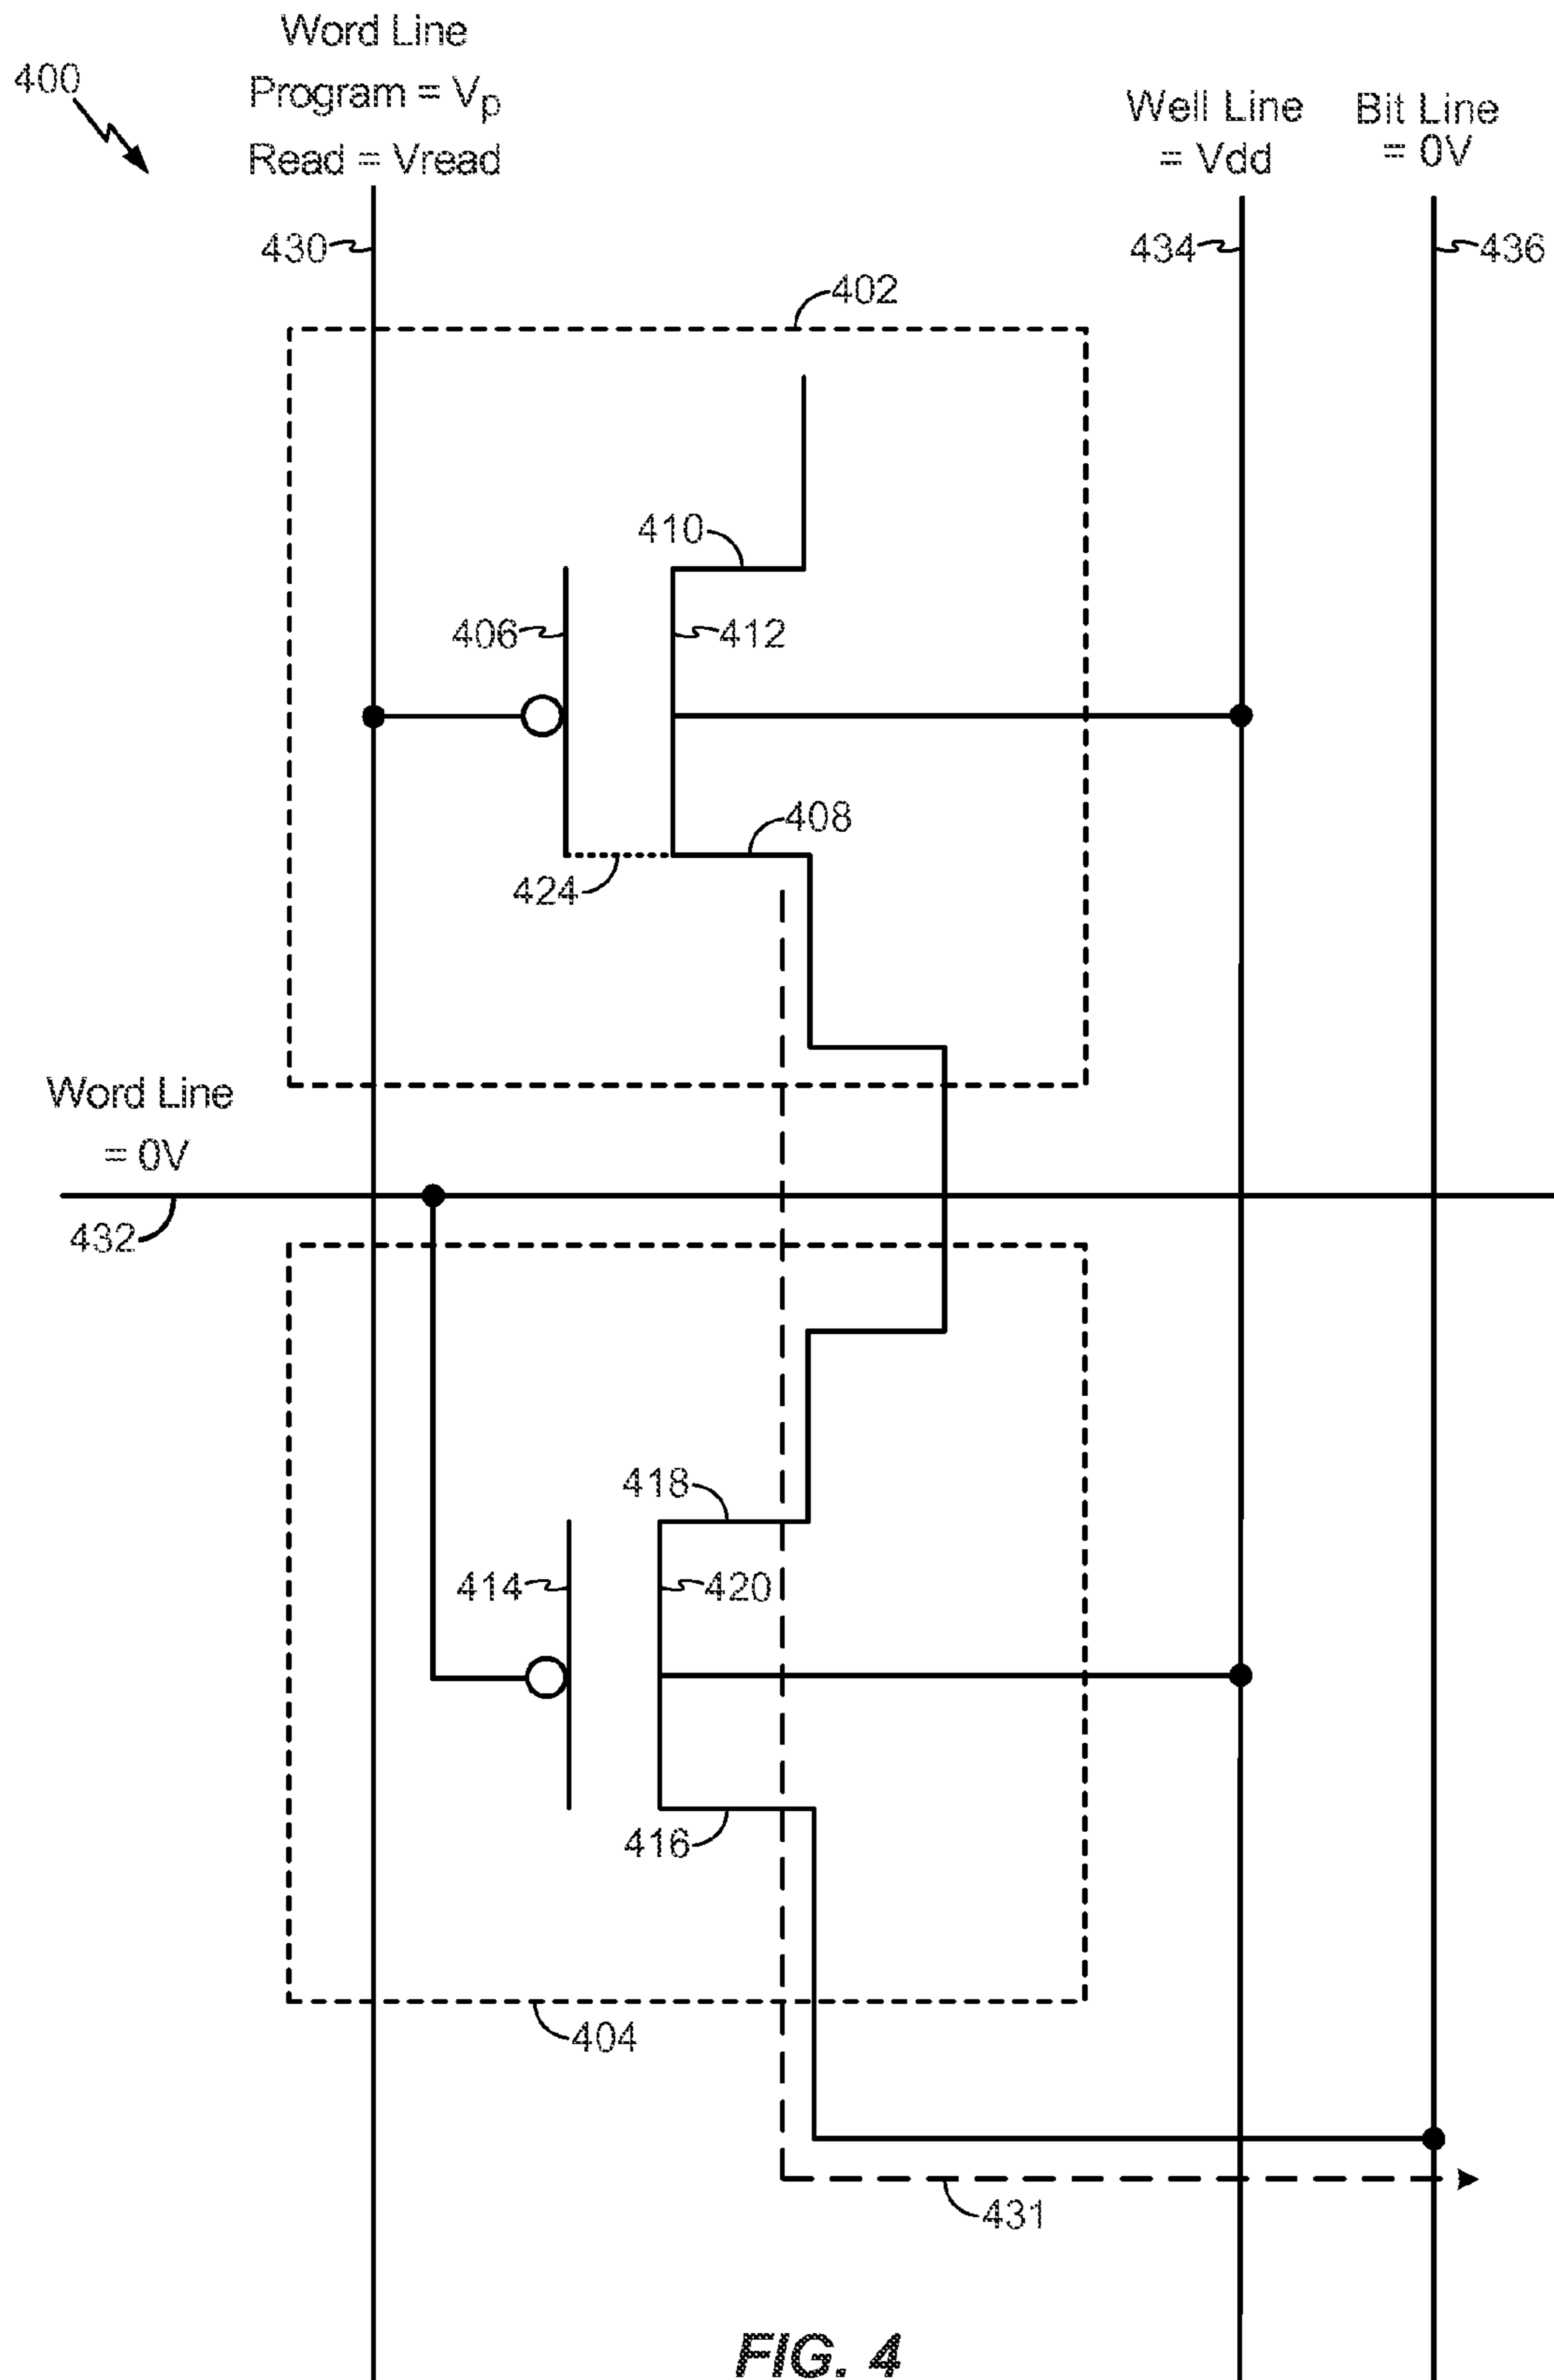 400
Word Line
Program = Vp
Read = Vread
Well Line
= Vdd
Bit Line
= 0V
430
434
436
402
410
406
412
408
424
Word Line
= 0V
432
418
414
420
416
404
431
FIG. 4